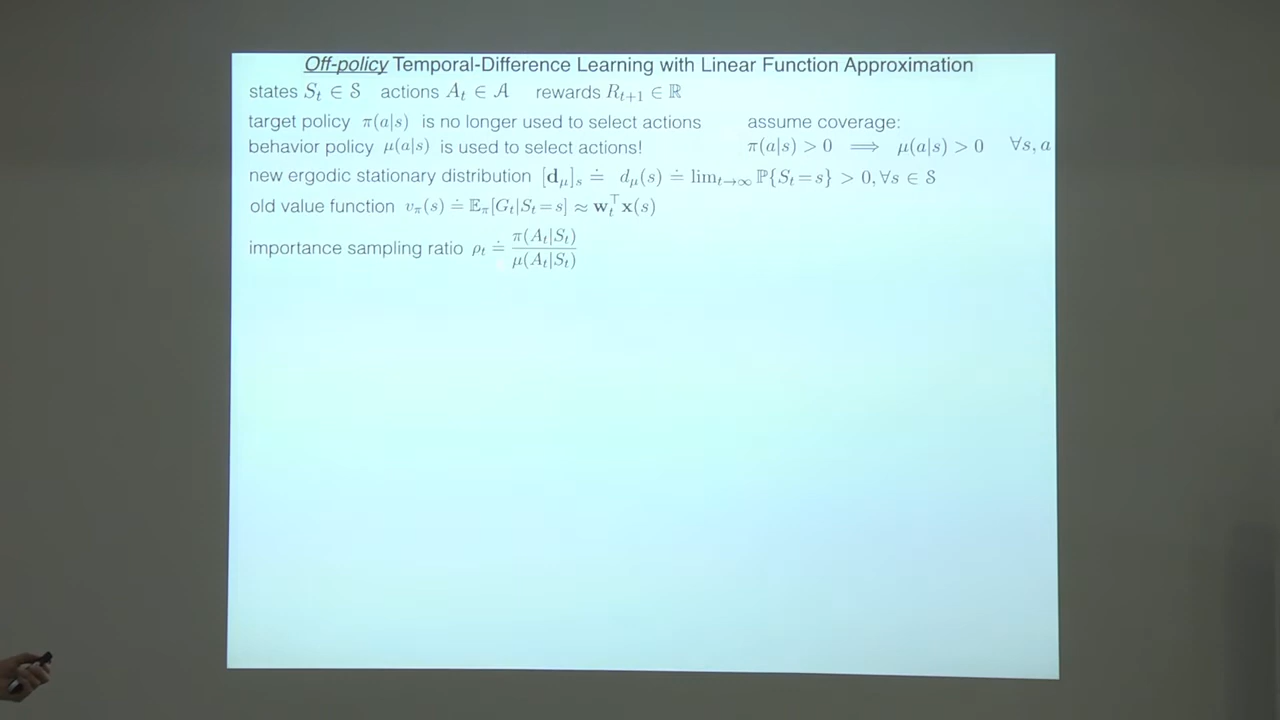 Off-policy Temporal-Difference Learning with Linear Function Approximation
states S_t ∈ 𝒮 actions A_t ∈ 𝒜 rewards R_{t+1} ∈ ℝ
target policy π(a|s) is no longer used to select actions assume coverage:
behavior policy μ(a|s) is used to select actions! π(a|s) > 0 ⟹ μ(a|s) > 0 ∀s, a
new ergodic stationary distribution [𝐝_μ]_s ≐ d_μ(s) ≐ lim_{t→∞} ℙ{S_t = s} > 0, ∀s ∈ 𝒮
old value function v_π(s) ≐ 𝔼_π[G_t|S_t = s] ≈ 𝐰_t^⊤ 𝐱(s)
importance sampling ratio ρ_t ≐ π(A_t|S_t) / μ(A_t|S_t)